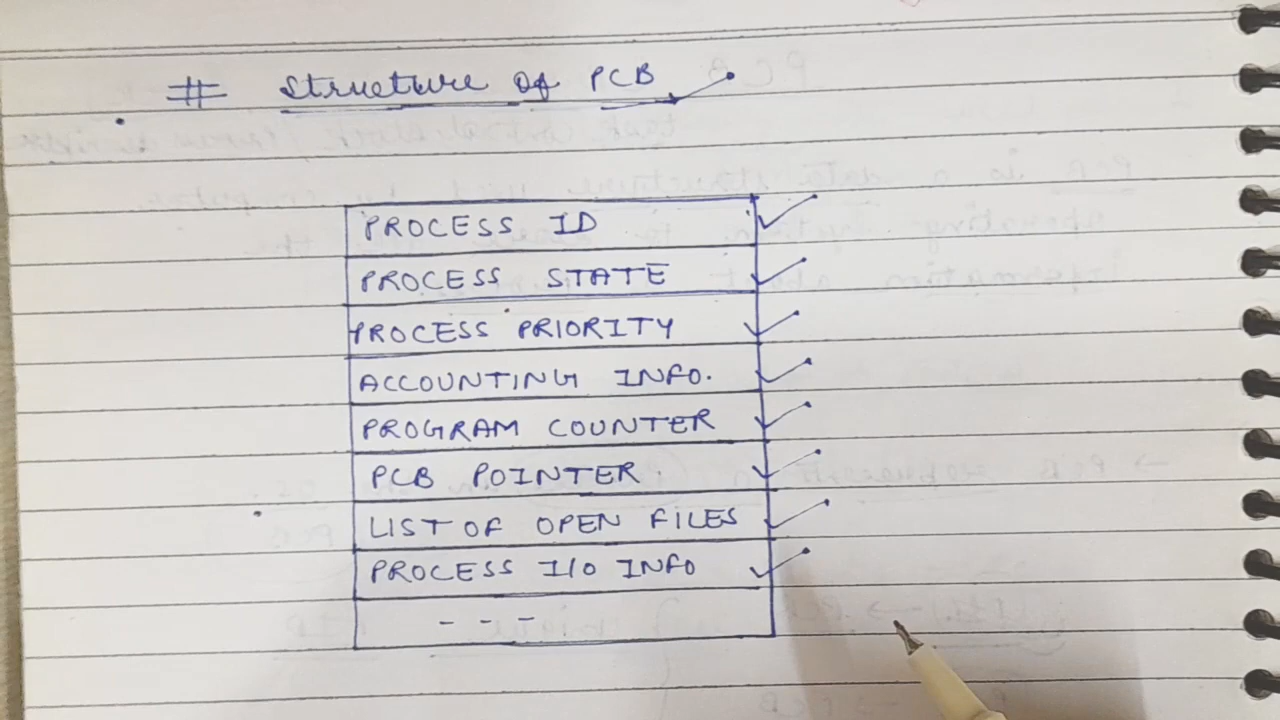 # Structure of PCB
PROCESS ID
PROCESS STATE
PROCESS PRIORITY
ACCOUNTING INFO.
PROGRAM COUNTER
PCB POINTER.
LIST OF OPEN FILES
PROCESS I/O INFO
- - -